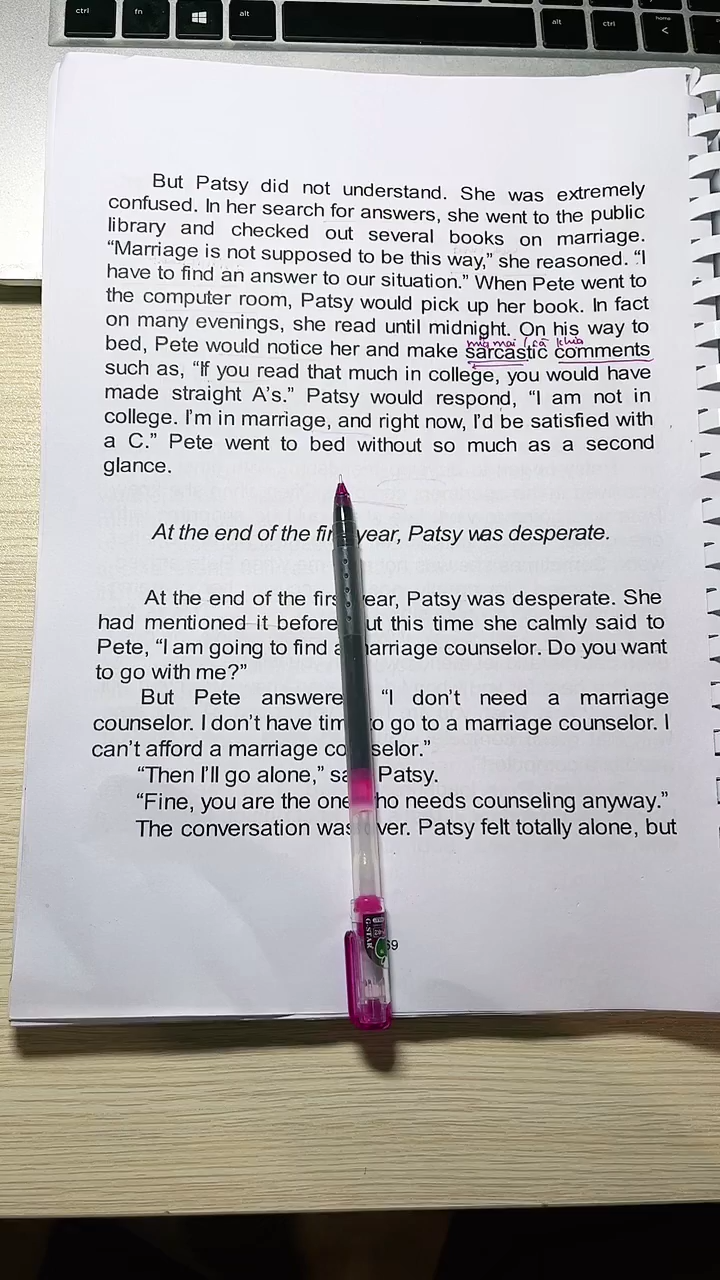 ctrl fn alt alt ctrl home <
But Patsy did not understand. She was extremely
confused. In her search for answers, she went to the public
library and checked out several books on marriage.
“Marriage is not supposed to be this way,” she reasoned. “I
have to find an answer to our situation.” When Pete went to
the computer room, Patsy would pick up her book. In fact
on many evenings, she read until midnight. On his way to
mỉa mai / cà khịa
bed, Pete would notice her and make sarcastic comments
such as, “If you read that much in college, you would have
made straight A’s.” Patsy would respond, “I am not in
college. I’m in marriage, and right now, I’d be satisfied with
a C.” Pete went to bed without so much as a second
glance.
At the end of the fir year, Patsy was desperate.
At the end of the firs year, Patsy was desperate. She
had mentioned it before ut this time she calmly said to
Pete, “I am going to find a arriage counselor. Do you want
to go with me?”
But Pete answere “I don’t need a marriage
counselor. I don’t have tim o go to a marriage counselor. I
can’t afford a marriage co selor.”
“Then I’ll go alone,” sa Patsy.
“Fine, you are the one ho needs counseling anyway.”
The conversation was ver. Patsy felt totally alone, but
G-STAR
69